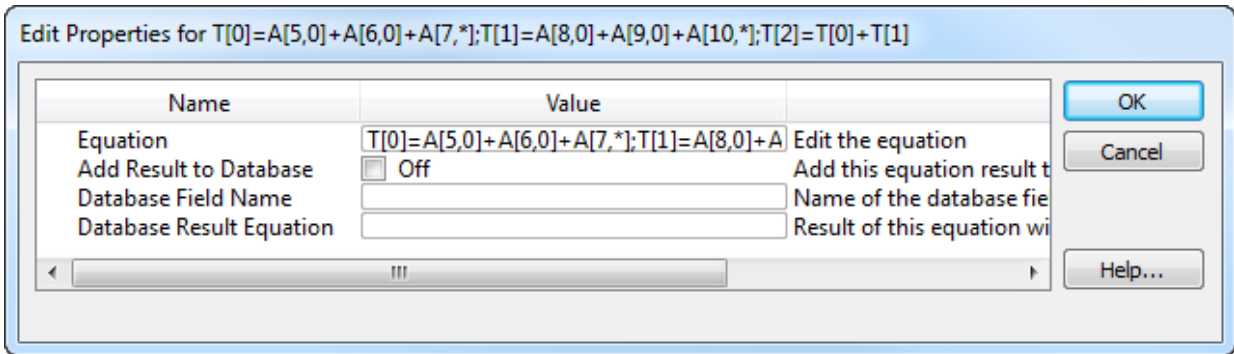 Edit Properties for T[0]=A[5,0]+A[6,0]+A[7,*];T[1]=A[8,0]+A[9,0]+A[10,*];T[2]=T[0]+T[1]
Name Value
OK
Equation T[0]=A[5,0]+A[6,0]+A[7,*];T[1]=A[8,0]+A Edit the equation
Cancel
Add Result to Database Off Add this equation result t
Database Field Name Name of the database fie
Database Result Equation Result of this equation wi
Help...